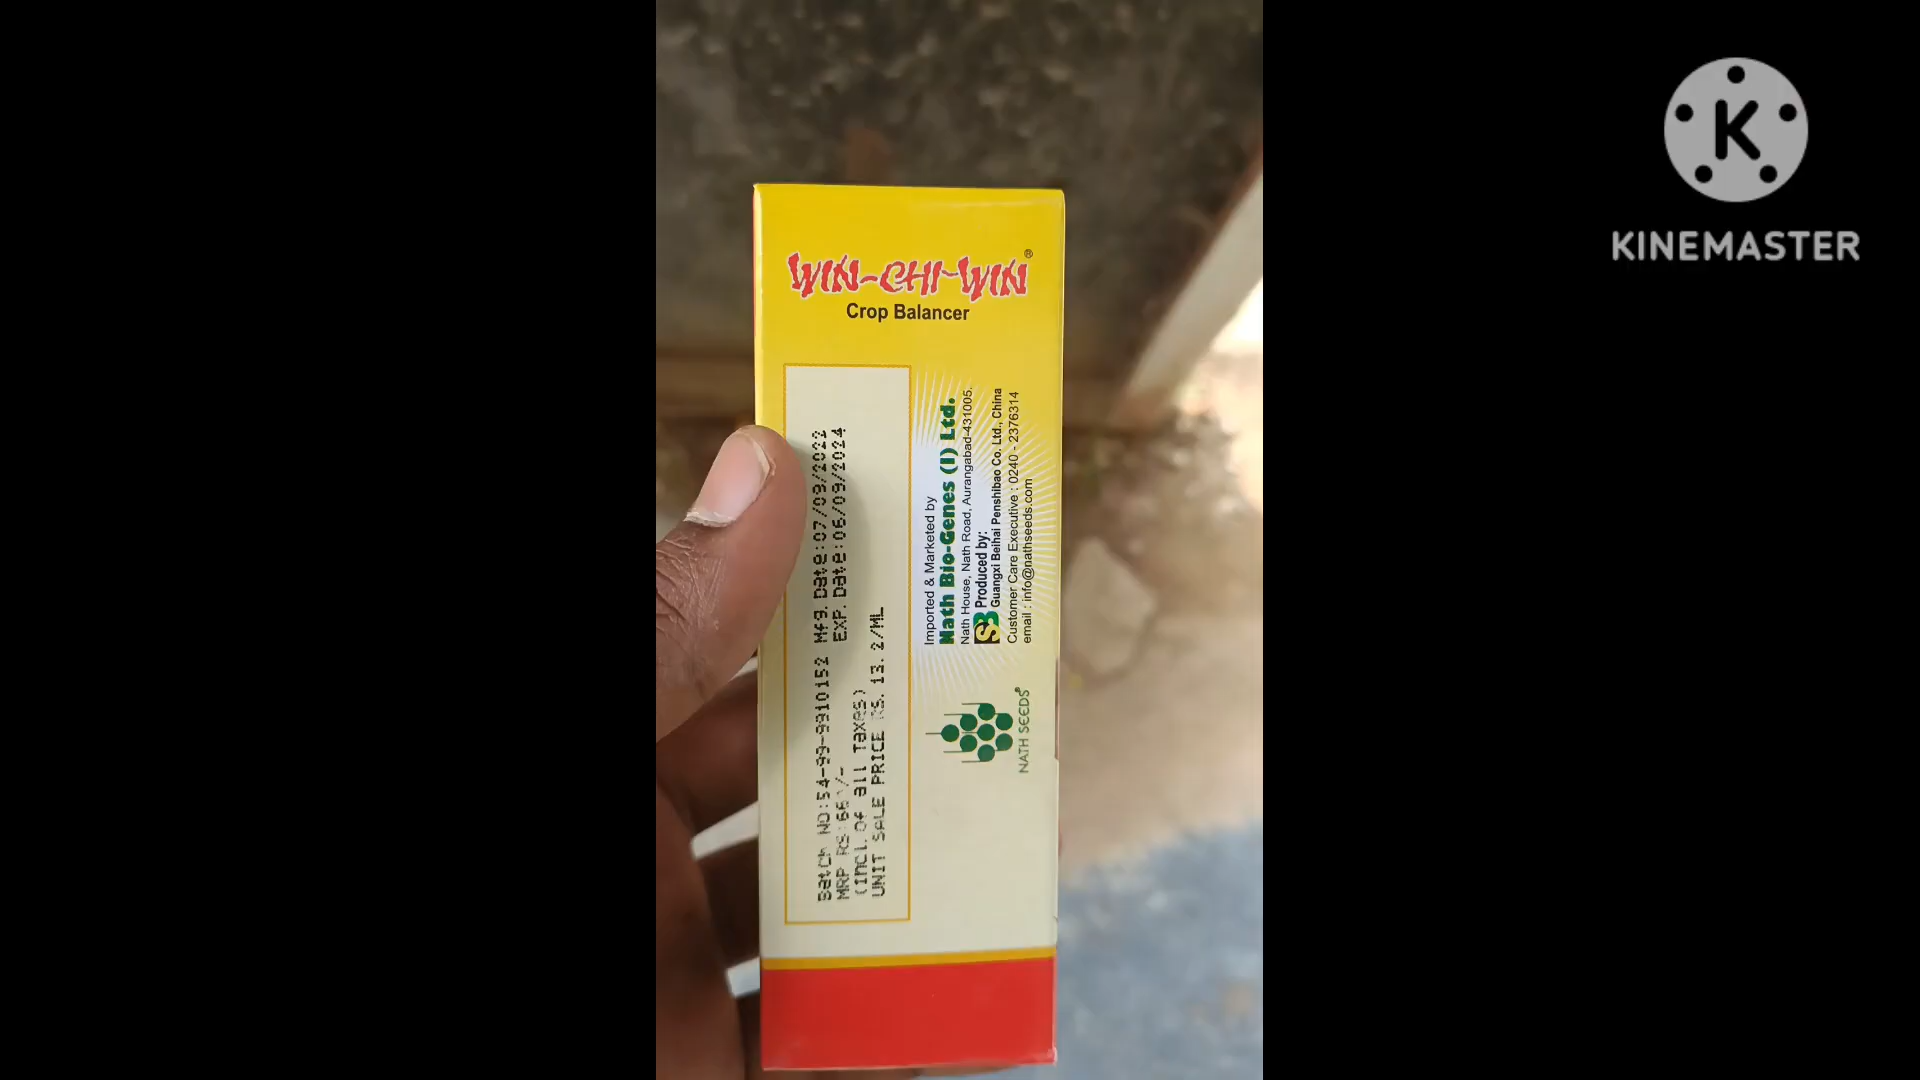 WIN-CHI-WIN®
Crop Balancer
Batch NO:54-99-9910152 Mfg. Date:07/09/2022
MRP RS: EXP. Date:06/09/2024
(Incl. Of all Taxes)
UNIT SALE PRICE RS. 13.2/ML
Imported & Marketed by
Nath Bio-Genes (I) Ltd.
Nath House, Nath Road, Aurangabad-431005.
SB Produced by:
Guangxi Beihai Penshibao Co. Ltd., China
Customer Care Executive : 0240 - 2376314
email : info@nathseeds.com
NATH SEEDS®
K
KINEMASTER